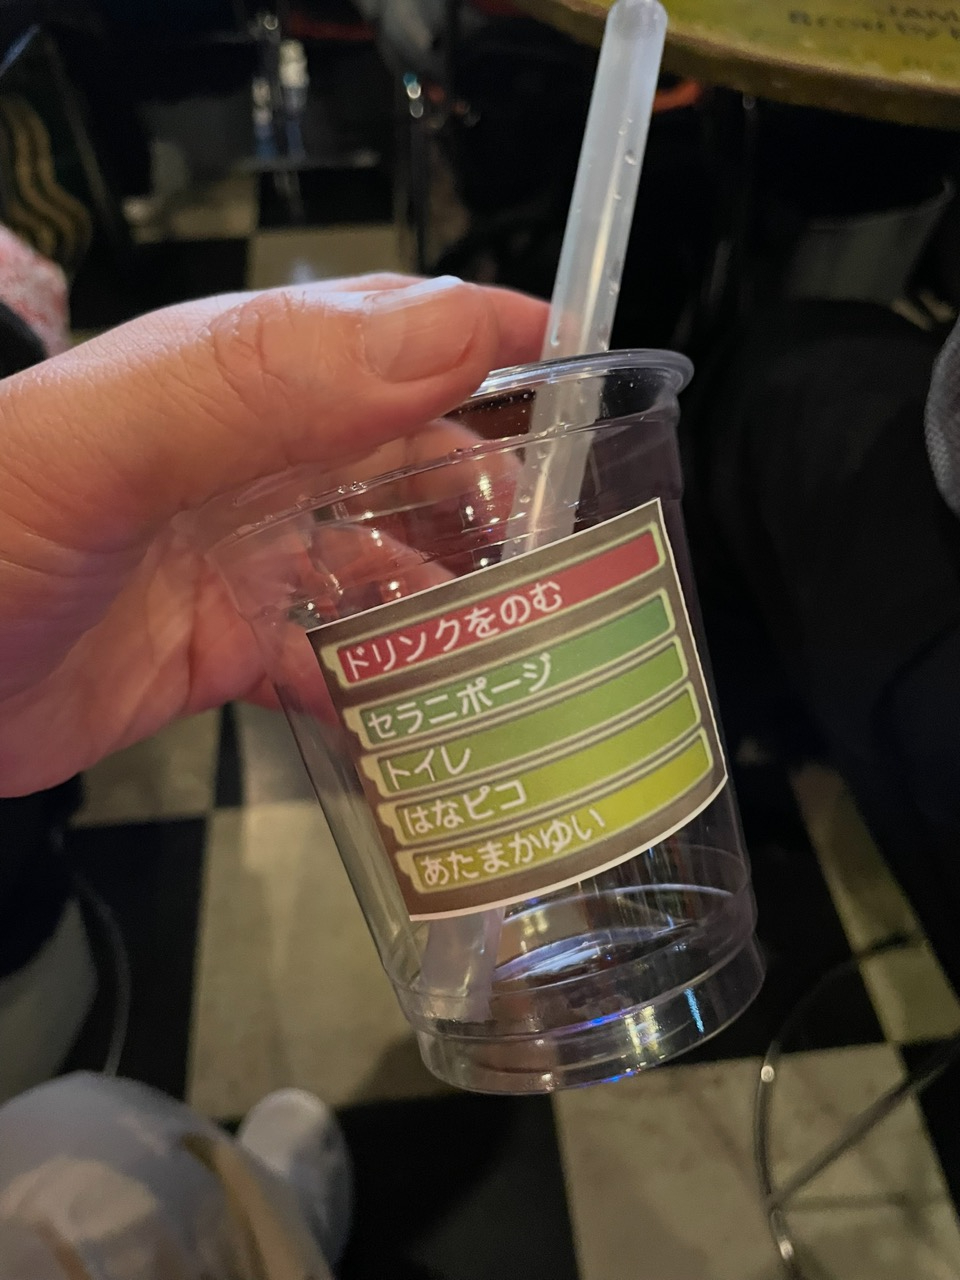 ドリンクをのむ
セラニポージ
トイレ
はなピコ
あたまかゆい